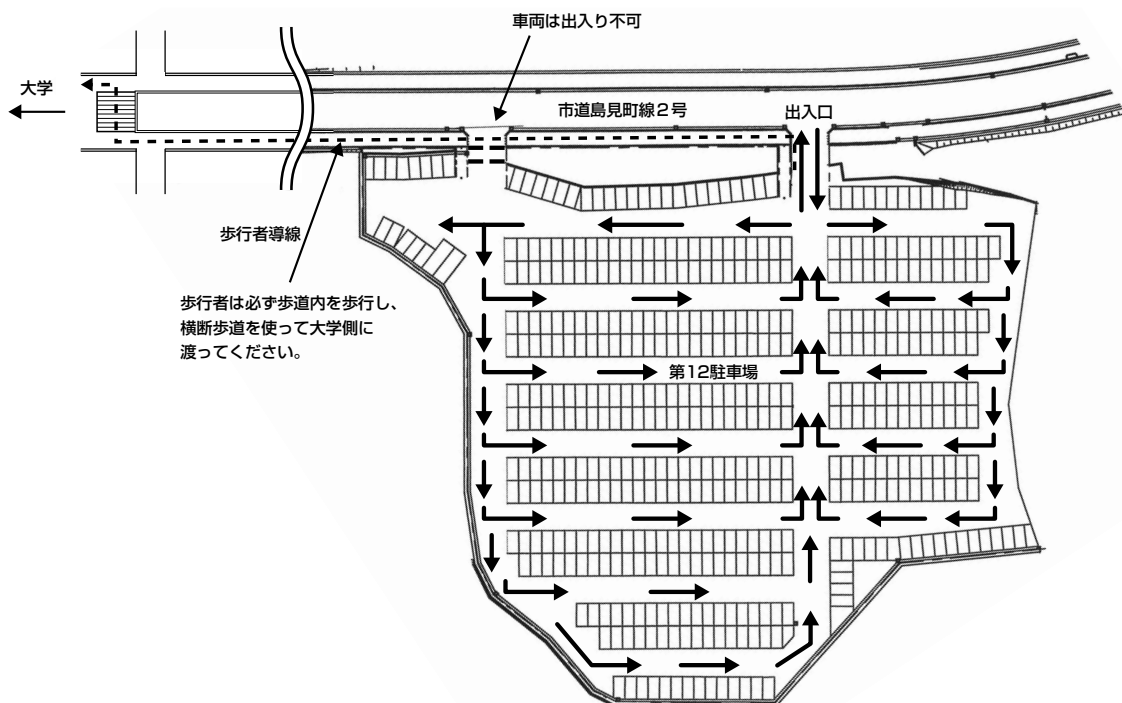 車両は出入り不可
大学
市道島見町線２号
出入口
歩行者導線
歩行者は必ず歩道内を歩行し、
横断歩道を使って大学側に
渡ってください。
第12駐車場